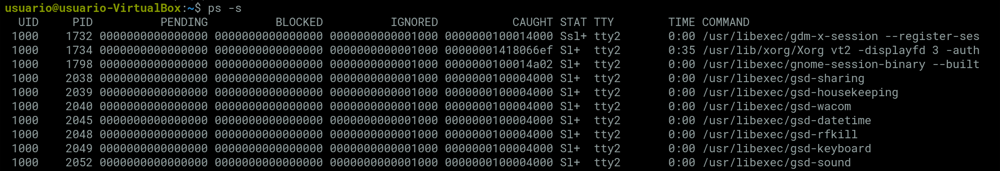 usuario@usuario-VirtualBox:~$ ps -s
UID PID PENDING BLOCKED IGNORED CAUGHT STAT TTY TIME COMMAND
1000 1732 0000000000000000 0000000000000000 0000000000001000 0000000100014000 Ssl+ tty2 0:00 /usr/libexec/gdm-x-session --register-ses
1000 1734 0000000000000000 0000000000000000 0000000000001000 00000001418066ef Sl+ tty2 0:35 /usr/lib/xorg/Xorg vt2 -displayfd 3 -auth
1000 1798 0000000000000000 0000000000000000 0000000000001000 0000000100014a02 Sl+ tty2 0:00 /usr/libexec/gnome-session-binary --built
1000 2038 0000000000000000 0000000000000000 0000000000001000 0000000100004000 Sl+ tty2 0:00 /usr/libexec/gsd-sharing
1000 2039 0000000000000000 0000000000000000 0000000000001000 0000000100004000 Sl+ tty2 0:00 /usr/libexec/gsd-housekeeping
1000 2040 0000000000000000 0000000000000000 0000000000001000 0000000100004000 Sl+ tty2 0:00 /usr/libexec/gsd-wacom
1000 2045 0000000000000000 0000000000000000 0000000000001000 0000000100004000 Sl+ tty2 0:00 /usr/libexec/gsd-datetime
1000 2048 0000000000000000 0000000000000000 0000000000001000 0000000100004000 Sl+ tty2 0:00 /usr/libexec/gsd-rfkill
1000 2049 0000000000000000 0000000000000000 0000000000001000 0000000100004000 Sl+ tty2 0:00 /usr/libexec/gsd-keyboard
1000 2052 0000000000000000 0000000000000000 0000000000001000 0000000100004000 Sl+ tty2 0:00 /usr/libexec/gsd-sound